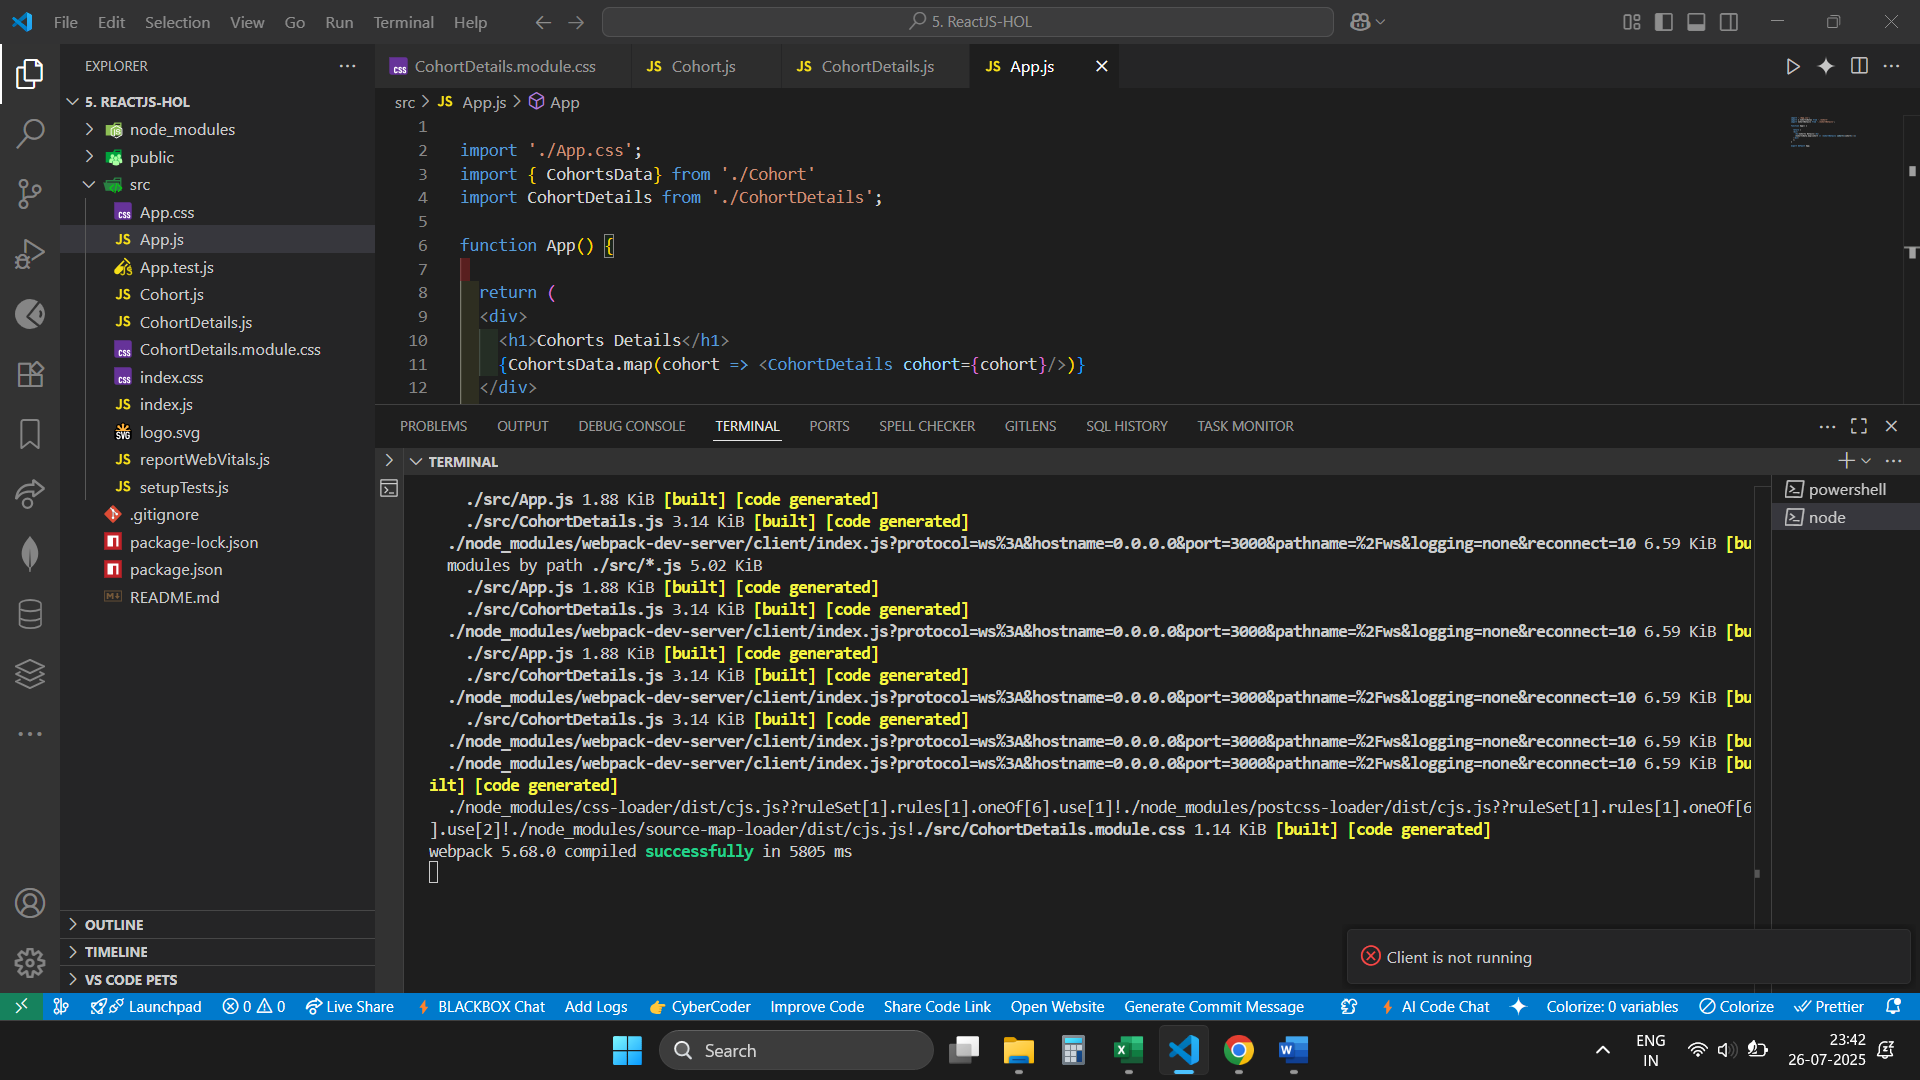 File Edit Selection View Go Run Terminal Help
5. ReactJS-HOL
EXPLORER
5. REACTJS-HOL
node_modules
public
src
App.css
App.js
App.test.js
Cohort.js
CohortDetails.js
CohortDetails.module.css
index.css
index.js
logo.svg
reportWebVitals.js
setupTests.js
.gitignore
package-lock.json
package.json
README.md
OUTLINE
TIMELINE
VS CODE PETS
CohortDetails.module.css
Cohort.js
CohortDetails.js
App.js
src > JS App.js > App
1
2 import './App.css';
3 import { CohortsData} from './Cohort'
4 import CohortDetails from './CohortDetails';
5
6 function App() {
7
8 return (
9 <div>
10 <h1>Cohorts Details</h1>
11 {CohortsData.map(cohort => <CohortDetails cohort={cohort}/>)}
12 </div>
PROBLEMS OUTPUT DEBUG CONSOLE TERMINAL PORTS SPELL CHECKER GITLENS SQL HISTORY TASK MONITOR
TERMINAL
powershell
node
./src/App.js 1.88 KiB [built] [code generated]
./src/CohortDetails.js 3.14 KiB [built] [code generated]
./node_modules/webpack-dev-server/client/index.js?protocol=ws%3A&hostname=0.0.0.0&port=3000&pathname=%2Fws&logging=none&reconnect=10 6.59 KiB [bu
modules by path ./src/*.js 5.02 KiB
./src/App.js 1.88 KiB [built] [code generated]
./src/CohortDetails.js 3.14 KiB [built] [code generated]
./node_modules/webpack-dev-server/client/index.js?protocol=ws%3A&hostname=0.0.0.0&port=3000&pathname=%2Fws&logging=none&reconnect=10 6.59 KiB [bu
./src/App.js 1.88 KiB [built] [code generated]
./src/CohortDetails.js 3.14 KiB [built] [code generated]
./node_modules/webpack-dev-server/client/index.js?protocol=ws%3A&hostname=0.0.0.0&port=3000&pathname=%2Fws&logging=none&reconnect=10 6.59 KiB [bu
./src/CohortDetails.js 3.14 KiB [built] [code generated]
./node_modules/webpack-dev-server/client/index.js?protocol=ws%3A&hostname=0.0.0.0&port=3000&pathname=%2Fws&logging=none&reconnect=10 6.59 KiB [bu
./node_modules/webpack-dev-server/client/index.js?protocol=ws%3A&hostname=0.0.0.0&port=3000&pathname=%2Fws&logging=none&reconnect=10 6.59 KiB [bu
ilt] [code generated]
./node_modules/css-loader/dist/cjs.js??ruleSet[1].rules[1].oneOf[6].use[1]!./node_modules/postcss-loader/dist/cjs.js??ruleSet[1].rules[1].oneOf[6
].use[2]!./node_modules/source-map-loader/dist/cjs.js!./src/CohortDetails.module.css 1.14 KiB [built] [code generated]
webpack 5.68.0 compiled successfully in 5805 ms
Client is not running
Launchpad 0 0 Live Share BLACKBOX Chat Add Logs CyberCoder Improve Code Share Code Link Open Website Generate Commit Message AI Code Chat Colorize: 0 variables Colorize Prettier
Search
ENG
IN
23:42
26-07-2025